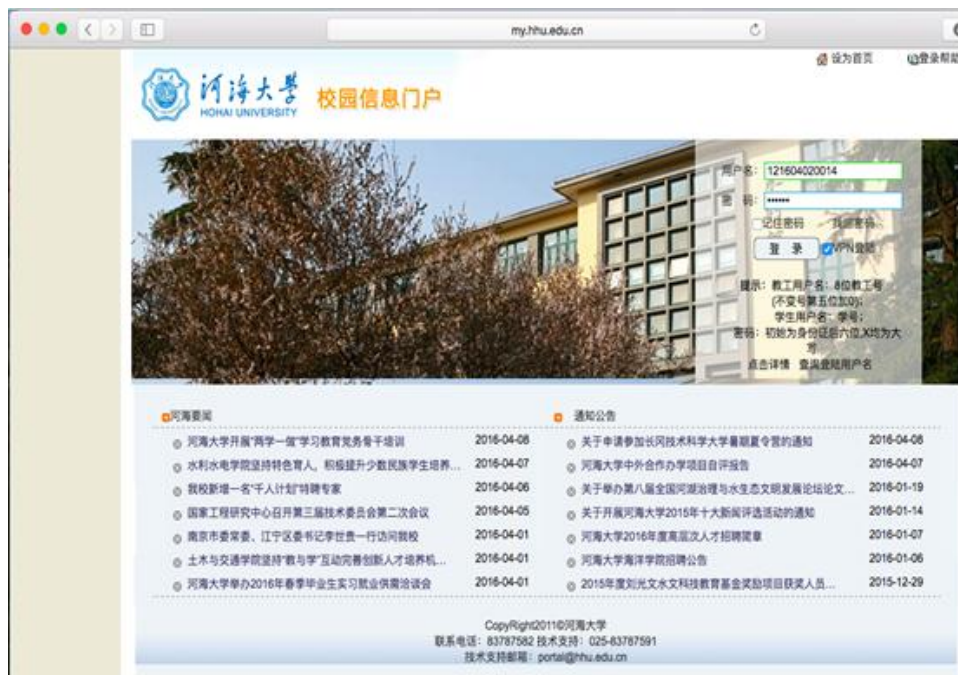 my.hhu.edu.cn
设为首页 登录帮助
河海大学
HOHAI UNIVERSITY
校园信息门户
用户名: 121604020014
密 码: ••••••
记住密码 找回密码
登 录 VPN登陆
提示: 教工用户名: 8位教工号
(不变号第五位加0);
学生用户名: 学号;
密码: 初始为身份证后六位,X均为大
写
点击详情 查询登陆用户名
河海要闻
河海大学开展"两学一做"学习教育党务骨干培训 2016-04-08
水利水电学院坚持特色育人，积极提升少数民族学生培养... 2016-04-07
我校新增一名"千人计划"特聘专家 2016-04-06
国家工程研究中心召开第三届技术委员会第二次会议 2016-04-05
南京市委常委、江宁区委书记李世贵一行访问我校 2016-04-01
土木与交通学院坚持"教与学"互动完善创新人才培养机... 2016-04-01
河海大学举办2016年春季毕业生实习就业供需洽谈会 2016-04-01
通知公告
关于申请参加长冈技术科学大学暑期夏令营的通知 2016-04-08
河海大学中外合作办学项目自评报告 2016-04-07
关于举办第八届全国河湖治理与水生态文明发展论坛论文... 2016-01-19
关于开展河海大学2015年十大新闻评选活动的通知 2016-01-14
河海大学2016年度高层次人才招聘简章 2016-01-07
河海大学海洋学院招聘公告 2016-01-06
2015年度刘光文水文科技教育基金奖励项目获奖人员... 2015-12-29
CopyRight2011©河海大学
联系电话: 83787582 技术支持: 025-83787591
技术支持邮箱: portal@hhu.edu.cn